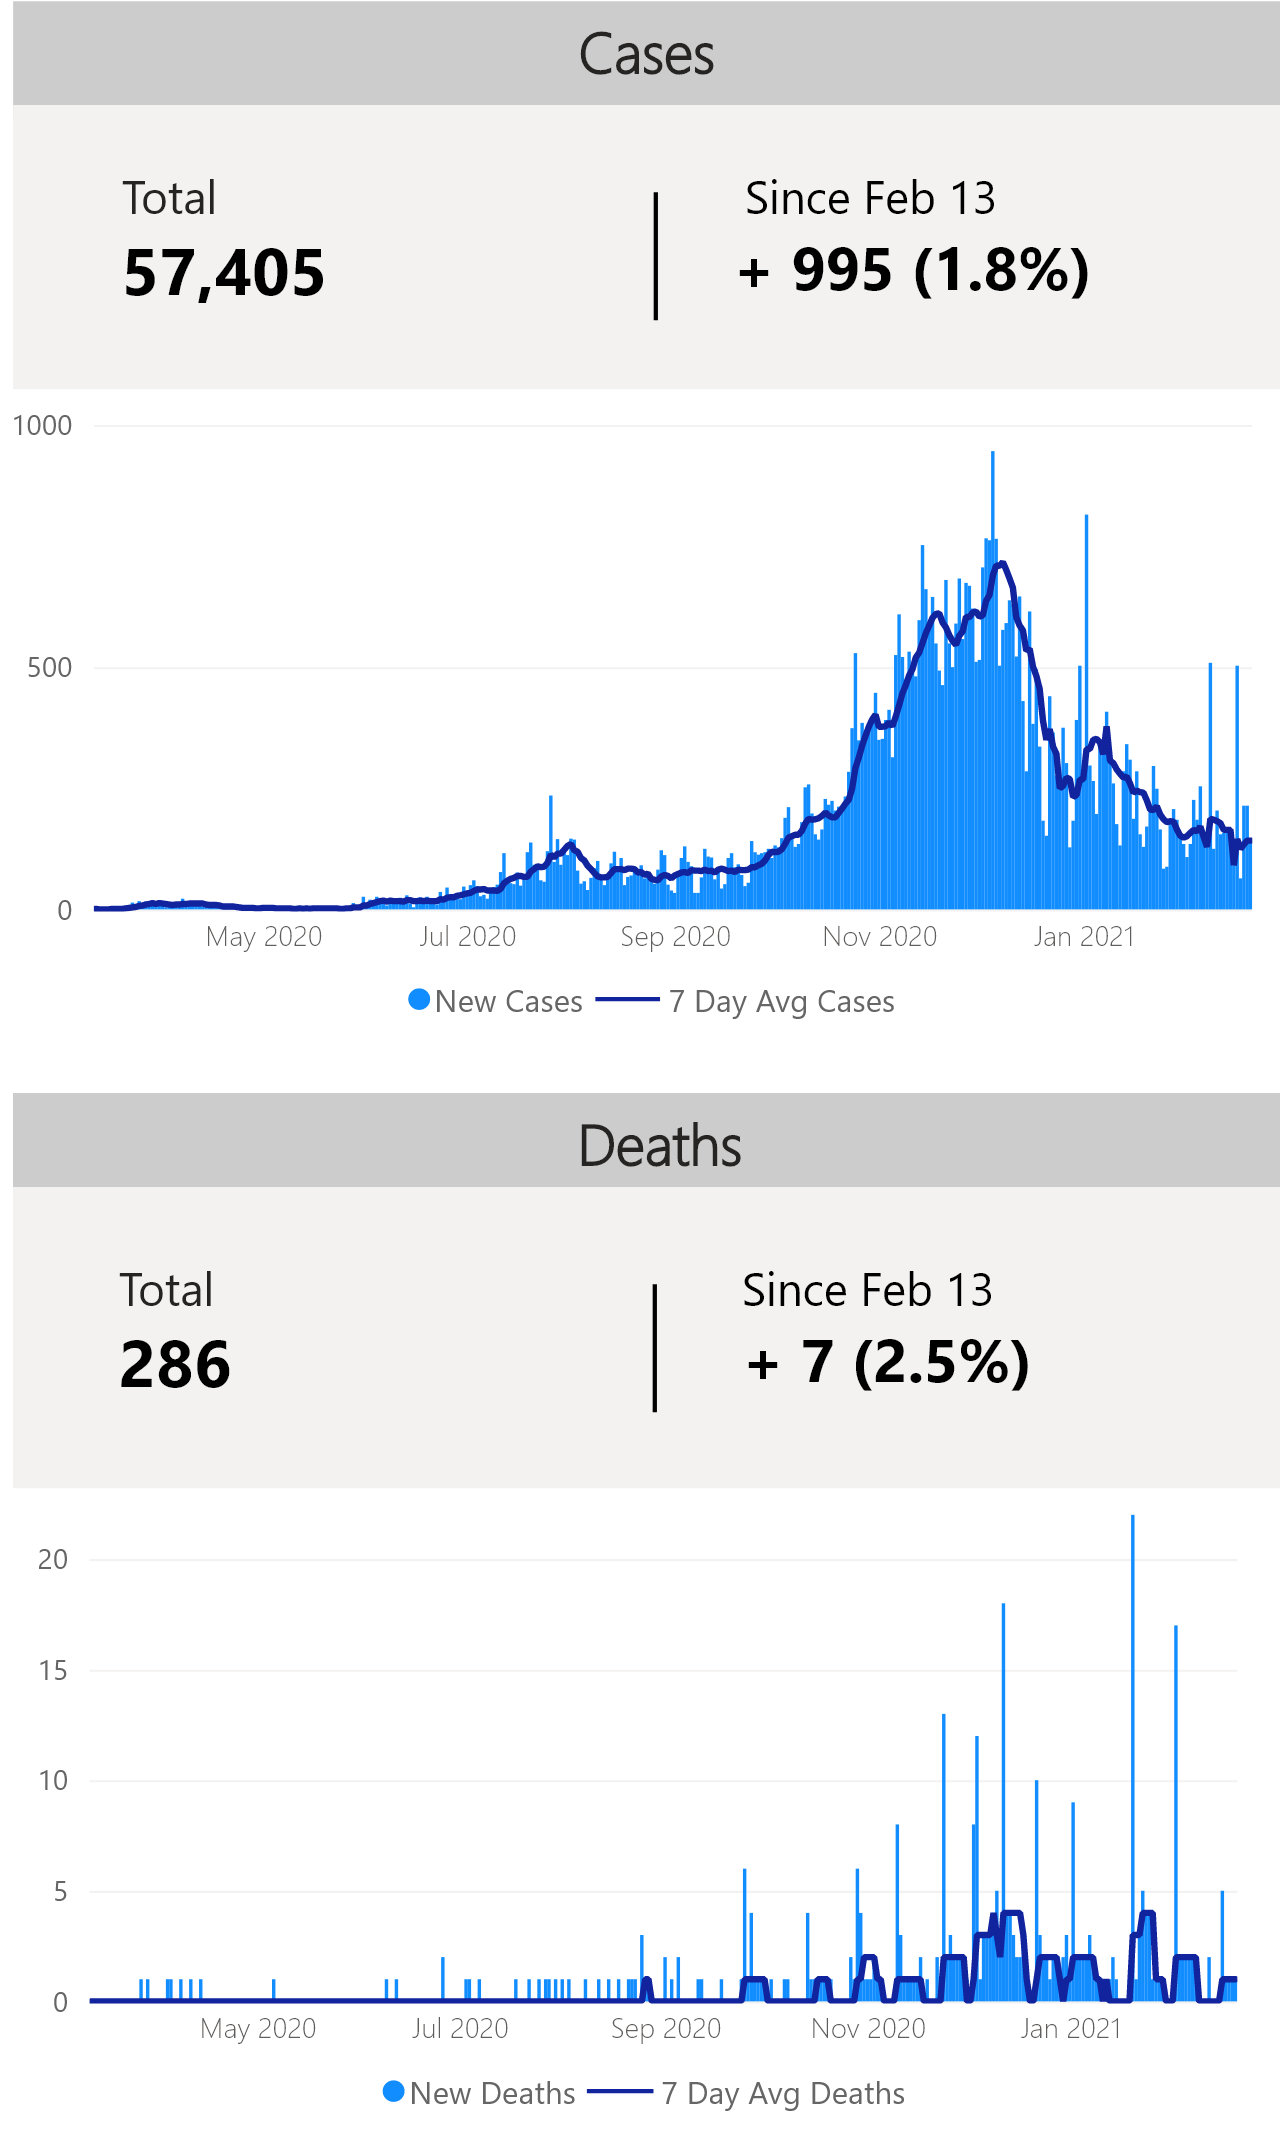 Cases
Total
Since Feb 13
57,405
+ 995 (1.8%)
1000
500
0
May 2020
Jul 2020
Sep 2020
Nov 2020
Jan 2021
New Cases
7 Day Avg Cases
Deaths
Total
Since Feb 13
286
+ 7 (2.5%)
20
15
10
5
0
May 2020
Jul 2020
Sep 2020
Nov 2020
Jan 2021
New Deaths
7 Day Avg Deaths